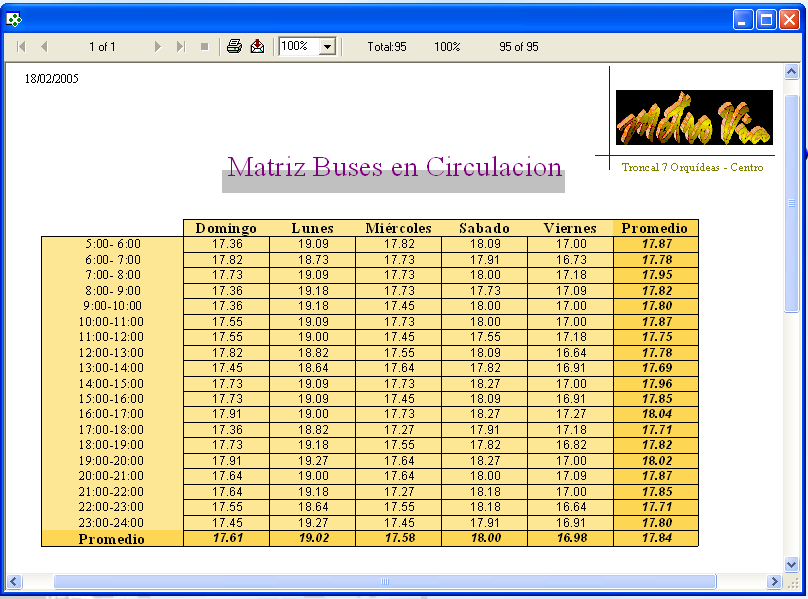 1 of 1 100% Total:95 100% 95 of 95
18/02/2005
Metro Via
Troncal 7 Orquídeas - Centro
Matriz Buses en Circulacion
Domingo Lunes Miércoles Sabado Viernes Promedio
5:00- 6:00 17.36 19.09 17.82 18.09 17.00 17.87
6:00- 7:00 17.82 18.73 17.73 17.91 16.73 17.78
7:00- 8:00 17.73 19.09 17.73 18.00 17.18 17.95
8:00- 9:00 17.36 19.18 17.73 17.73 17.09 17.82
9:00-10:00 17.36 19.18 17.45 18.00 17.00 17.80
10:00-11:00 17.55 19.09 17.73 18.00 17.00 17.87
11:00-12:00 17.55 19.00 17.45 17.55 17.18 17.75
12:00-13:00 17.82 18.82 17.55 18.09 16.64 17.78
13:00-14:00 17.45 18.64 17.64 17.82 16.91 17.69
14:00-15:00 17.73 19.09 17.73 18.27 17.00 17.96
15:00-16:00 17.73 19.09 17.45 18.09 16.91 17.85
16:00-17:00 17.91 19.00 17.73 18.27 17.27 18.04
17:00-18:00 17.36 18.82 17.27 17.91 17.18 17.71
18:00-19:00 17.73 19.18 17.55 17.82 16.82 17.82
19:00-20:00 17.91 19.27 17.64 18.27 17.00 18.02
20:00-21:00 17.64 19.00 17.64 18.00 17.09 17.87
21:00-22:00 17.64 19.18 17.27 18.18 17.00 17.85
22:00-23:00 17.55 18.64 17.55 18.18 16.64 17.71
23:00-24:00 17.45 19.27 17.45 17.91 16.91 17.80
Promedio 17.61 19.02 17.58 18.00 16.98 17.84